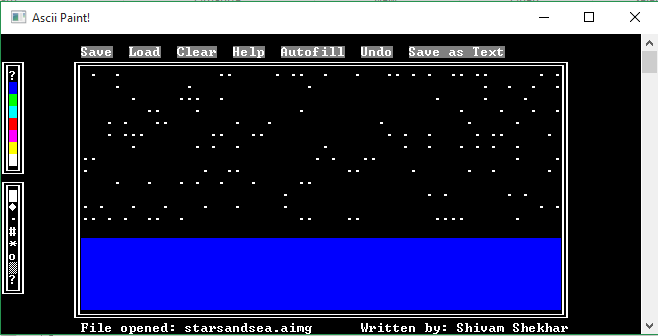 Ascii Paint!
Save Load Clear Help Autofill Undo Save as Text
?
#
*
o
?
File opened: starsandsea.aimg Written by: Shivam Shekhar